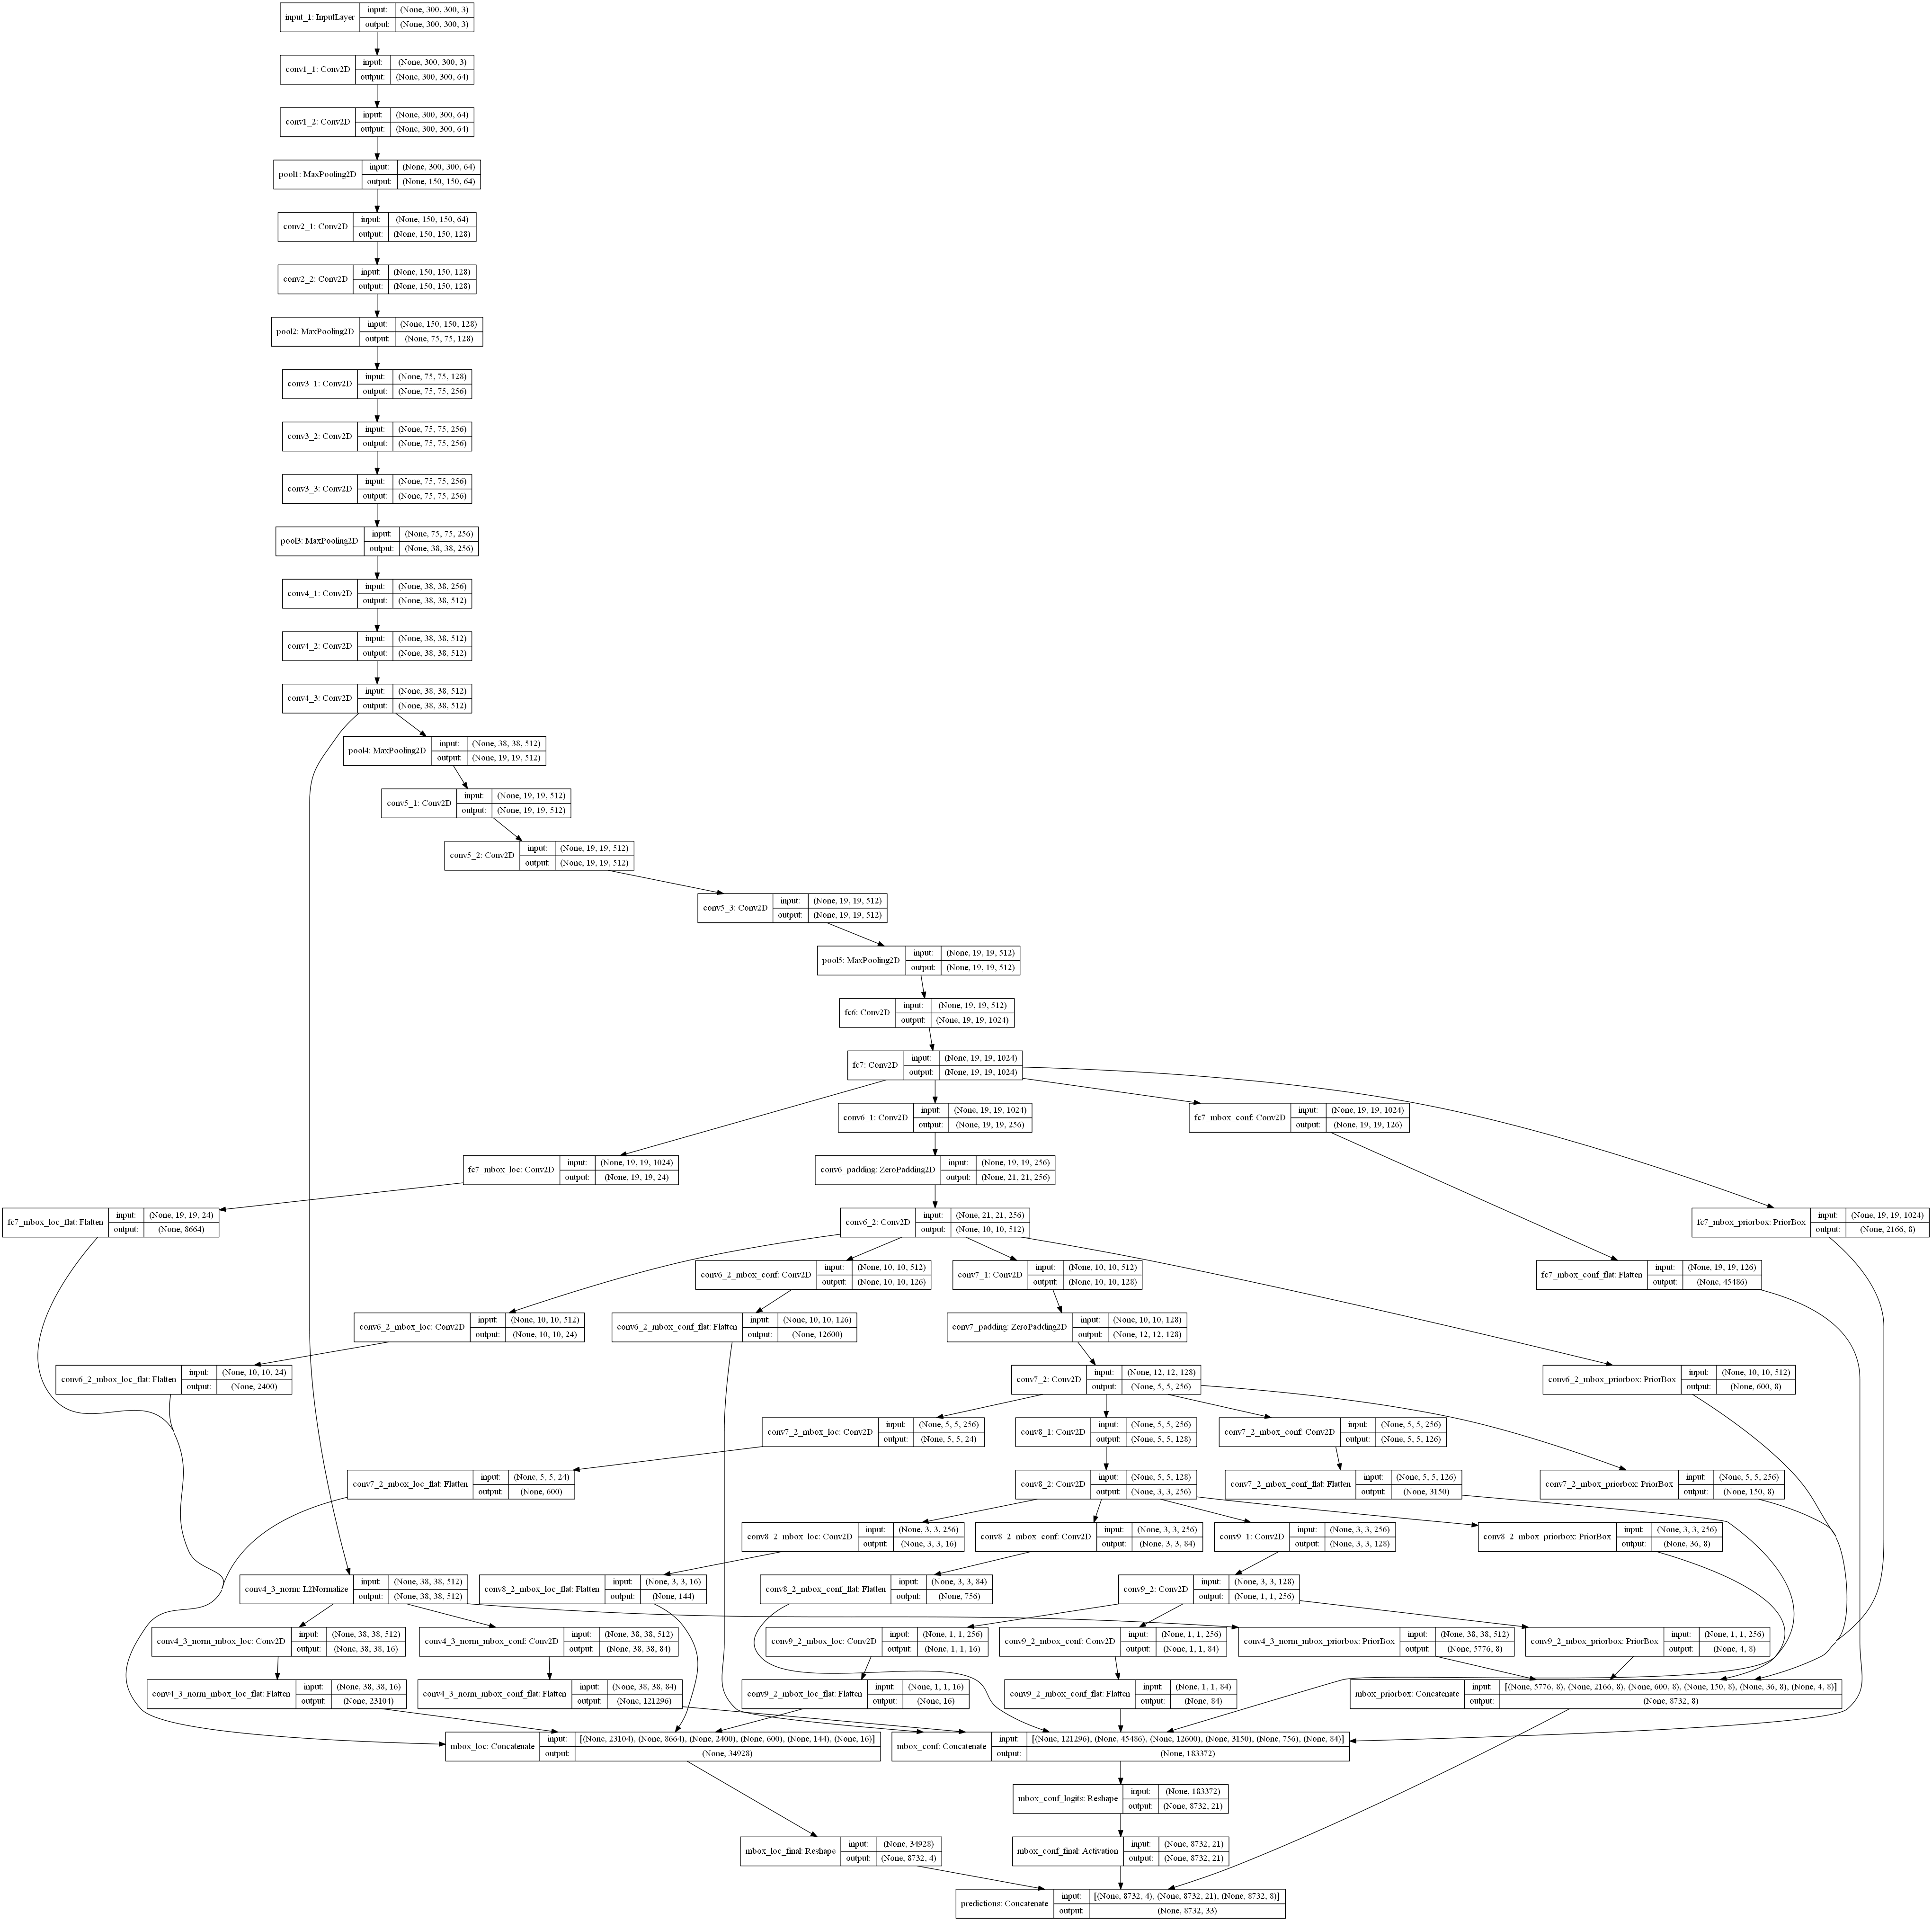 input_1: InputLayer
input: (None, 300, 300, 3)
output: (None, 300, 300, 3)
conv1_1: Conv2D
input: (None, 300, 300, 3)
output: (None, 300, 300, 64)
conv1_2: Conv2D
input: (None, 300, 300, 64)
output: (None, 300, 300, 64)
pool1: MaxPooling2D
input: (None, 300, 300, 64)
output: (None, 150, 150, 64)
conv2_1: Conv2D
input: (None, 150, 150, 64)
output: (None, 150, 150, 128)
conv2_2: Conv2D
input: (None, 150, 150, 128)
output: (None, 150, 150, 128)
pool2: MaxPooling2D
input: (None, 150, 150, 128)
output: (None, 75, 75, 128)
conv3_1: Conv2D
input: (None, 75, 75, 128)
output: (None, 75, 75, 256)
conv3_2: Conv2D
input: (None, 75, 75, 256)
output: (None, 75, 75, 256)
conv3_3: Conv2D
input: (None, 75, 75, 256)
output: (None, 75, 75, 256)
pool3: MaxPooling2D
input: (None, 75, 75, 256)
output: (None, 38, 38, 256)
conv4_1: Conv2D
input: (None, 38, 38, 256)
output: (None, 38, 38, 512)
conv4_2: Conv2D
input: (None, 38, 38, 512)
output: (None, 38, 38, 512)
conv4_3: Conv2D
input: (None, 38, 38, 512)
output: (None, 38, 38, 512)
pool4: MaxPooling2D
input: (None, 38, 38, 512)
output: (None, 19, 19, 512)
conv5_1: Conv2D
input: (None, 19, 19, 512)
output: (None, 19, 19, 512)
conv5_2: Conv2D
input: (None, 19, 19, 512)
output: (None, 19, 19, 512)
conv5_3: Conv2D
input: (None, 19, 19, 512)
output: (None, 19, 19, 512)
pool5: MaxPooling2D
input: (None, 19, 19, 512)
output: (None, 19, 19, 512)
fc6: Conv2D
input: (None, 19, 19, 512)
output: (None, 19, 19, 1024)
fc7: Conv2D
input: (None, 19, 19, 1024)
output: (None, 19, 19, 1024)
conv6_1: Conv2D
input: (None, 19, 19, 1024)
output: (None, 19, 19, 256)
fc7_mbox_conf: Conv2D
input: (None, 19, 19, 1024)
output: (None, 19, 19, 126)
fc7_mbox_loc: Conv2D
input: (None, 19, 19, 1024)
output: (None, 19, 19, 24)
conv6_padding: ZeroPadding2D
input: (None, 19, 19, 256)
output: (None, 21, 21, 256)
fc7_mbox_loc_flat: Flatten
input: (None, 19, 19, 24)
output: (None, 8664)
conv6_2: Conv2D
input: (None, 21, 21, 256)
output: (None, 10, 10, 512)
fc7_mbox_priorbox: PriorBox
input: (None, 19, 19, 1024)
output: (None, 2166, 8)
conv6_2_mbox_conf: Conv2D
input: (None, 10, 10, 512)
output: (None, 10, 10, 126)
conv7_1: Conv2D
input: (None, 10, 10, 512)
output: (None, 10, 10, 128)
fc7_mbox_conf_flat: Flatten
input: (None, 19, 19, 126)
output: (None, 45486)
conv6_2_mbox_loc: Conv2D
input: (None, 10, 10, 512)
output: (None, 10, 10, 24)
conv6_2_mbox_conf_flat: Flatten
input: (None, 10, 10, 126)
output: (None, 12600)
conv7_padding: ZeroPadding2D
input: (None, 10, 10, 128)
output: (None, 12, 12, 128)
conv6_2_mbox_loc_flat: Flatten
input: (None, 10, 10, 24)
output: (None, 2400)
conv7_2: Conv2D
input: (None, 12, 12, 128)
output: (None, 5, 5, 256)
conv6_2_mbox_priorbox: PriorBox
input: (None, 10, 10, 512)
output: (None, 600, 8)
conv7_2_mbox_loc: Conv2D
input: (None, 5, 5, 256)
output: (None, 5, 5, 24)
conv8_1: Conv2D
input: (None, 5, 5, 256)
output: (None, 5, 5, 128)
conv7_2_mbox_conf: Conv2D
input: (None, 5, 5, 256)
output: (None, 5, 5, 126)
conv7_2_mbox_loc_flat: Flatten
input: (None, 5, 5, 24)
output: (None, 600)
conv8_2: Conv2D
input: (None, 5, 5, 128)
output: (None, 3, 3, 256)
conv7_2_mbox_conf_flat: Flatten
input: (None, 5, 5, 126)
output: (None, 3150)
conv7_2_mbox_priorbox: PriorBox
input: (None, 5, 5, 256)
output: (None, 150, 8)
conv8_2_mbox_loc: Conv2D
input: (None, 3, 3, 256)
output: (None, 3, 3, 16)
conv8_2_mbox_conf: Conv2D
input: (None, 3, 3, 256)
output: (None, 3, 3, 84)
conv9_1: Conv2D
input: (None, 3, 3, 256)
output: (None, 3, 3, 128)
conv8_2_mbox_priorbox: PriorBox
input: (None, 3, 3, 256)
output: (None, 36, 8)
conv4_3_norm: L2Normalize
input: (None, 38, 38, 512)
output: (None, 38, 38, 512)
conv8_2_mbox_loc_flat: Flatten
input: (None, 3, 3, 16)
output: (None, 144)
conv8_2_mbox_conf_flat: Flatten
input: (None, 3, 3, 84)
output: (None, 756)
conv9_2: Conv2D
input: (None, 3, 3, 128)
output: (None, 1, 1, 256)
conv4_3_norm_mbox_loc: Conv2D
input: (None, 38, 38, 512)
output: (None, 38, 38, 16)
conv4_3_norm_mbox_conf: Conv2D
input: (None, 38, 38, 512)
output: (None, 38, 38, 84)
conv9_2_mbox_loc: Conv2D
input: (None, 1, 1, 256)
output: (None, 1, 1, 16)
conv9_2_mbox_conf: Conv2D
input: (None, 1, 1, 256)
output: (None, 1, 1, 84)
conv4_3_norm_mbox_priorbox: PriorBox
input: (None, 38, 38, 512)
output: (None, 5776, 8)
conv9_2_mbox_priorbox: PriorBox
input: (None, 1, 1, 256)
output: (None, 4, 8)
conv4_3_norm_mbox_loc_flat: Flatten
input: (None, 38, 38, 16)
output: (None, 23104)
conv4_3_norm_mbox_conf_flat: Flatten
input: (None, 38, 38, 84)
output: (None, 121296)
conv9_2_mbox_loc_flat: Flatten
input: (None, 1, 1, 16)
output: (None, 16)
conv9_2_mbox_conf_flat: Flatten
input: (None, 1, 1, 84)
output: (None, 84)
mbox_priorbox: Concatenate
input: [(None, 5776, 8), (None, 2166, 8), (None, 600, 8), (None, 150, 8), (None, 36, 8), (None, 4, 8)]
output: (None, 8732, 8)
mbox_loc: Concatenate
input: [(None, 23104), (None, 8664), (None, 2400), (None, 600), (None, 144), (None, 16)]
output: (None, 34928)
mbox_conf: Concatenate
input: [(None, 121296), (None, 45486), (None, 12600), (None, 3150), (None, 756), (None, 84)]
output: (None, 183372)
mbox_conf_logits: Reshape
input: (None, 183372)
output: (None, 8732, 21)
mbox_loc_final: Reshape
input: (None, 34928)
output: (None, 8732, 4)
mbox_conf_final: Activation
input: (None, 8732, 21)
output: (None, 8732, 21)
predictions: Concatenate
input: [(None, 8732, 4), (None, 8732, 21), (None, 8732, 8)]
output: (None, 8732, 33)